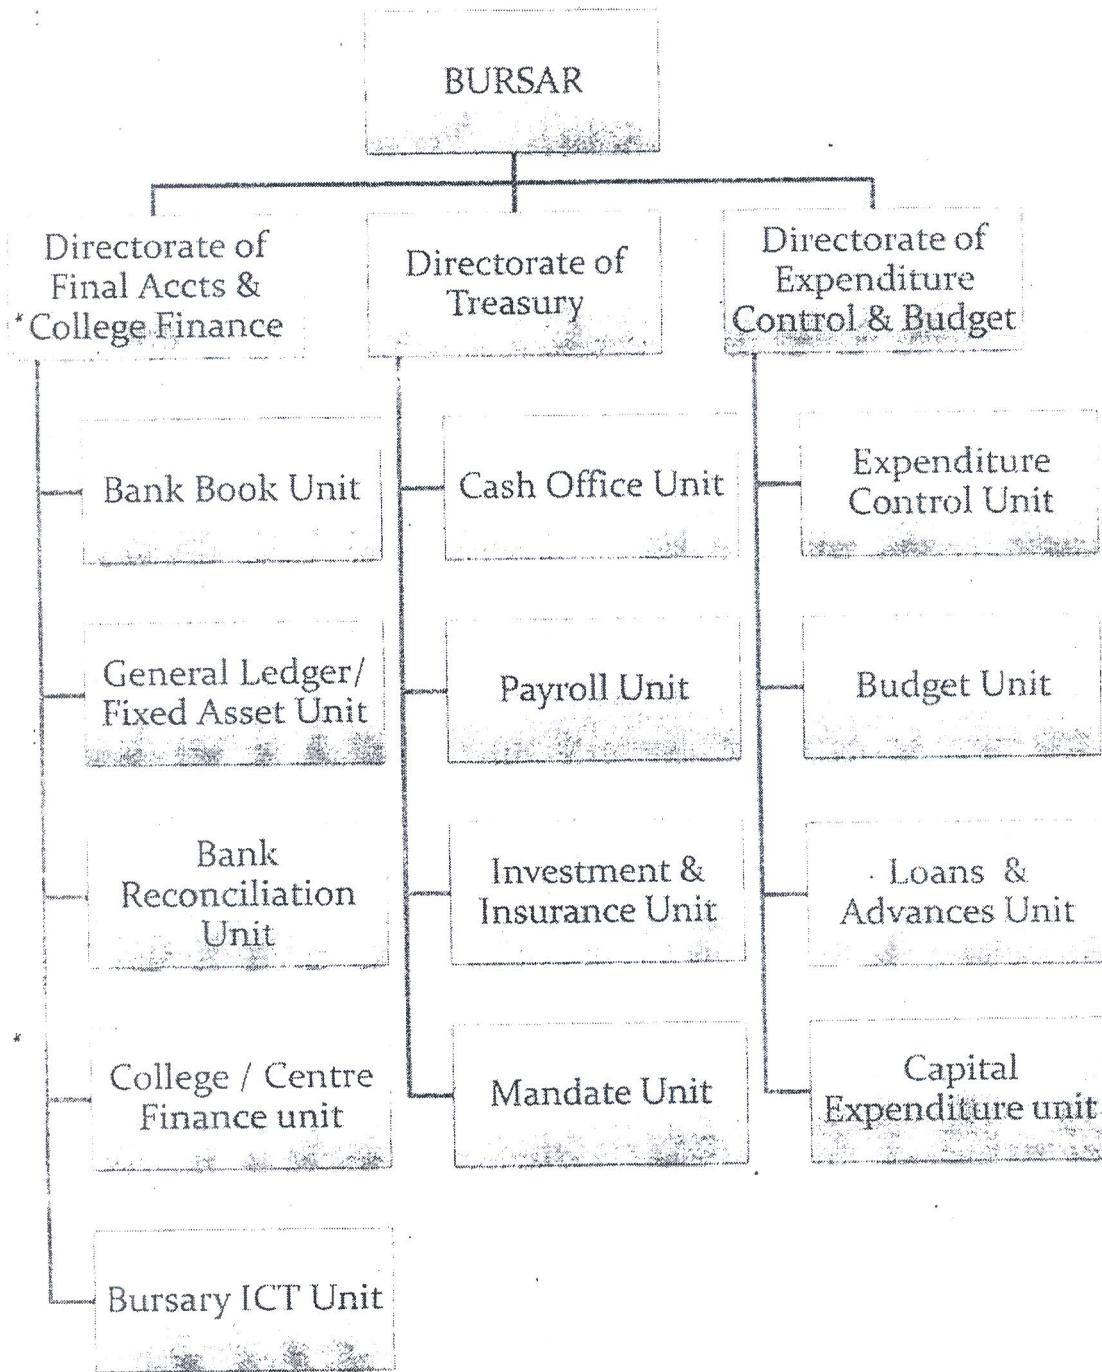 BURSAR
Directorate of
Final Accts &
*College Finance
Directorate of
Treasury
Directorate of
Expenditure
Control & Budget
Bank Book Unit
General Ledger/
Fixed Asset Unit
Bank
Reconciliation
Unit
*
College / Centre
Finance unit
Bursary ICT Unit
Cash Office Unit
Payroll Unit
Investment &
Insurance Unit
Mandate Unit
Expenditure
Control Unit
Budget Unit
Loans & 
Advances Unit
Capital
Expenditure unit